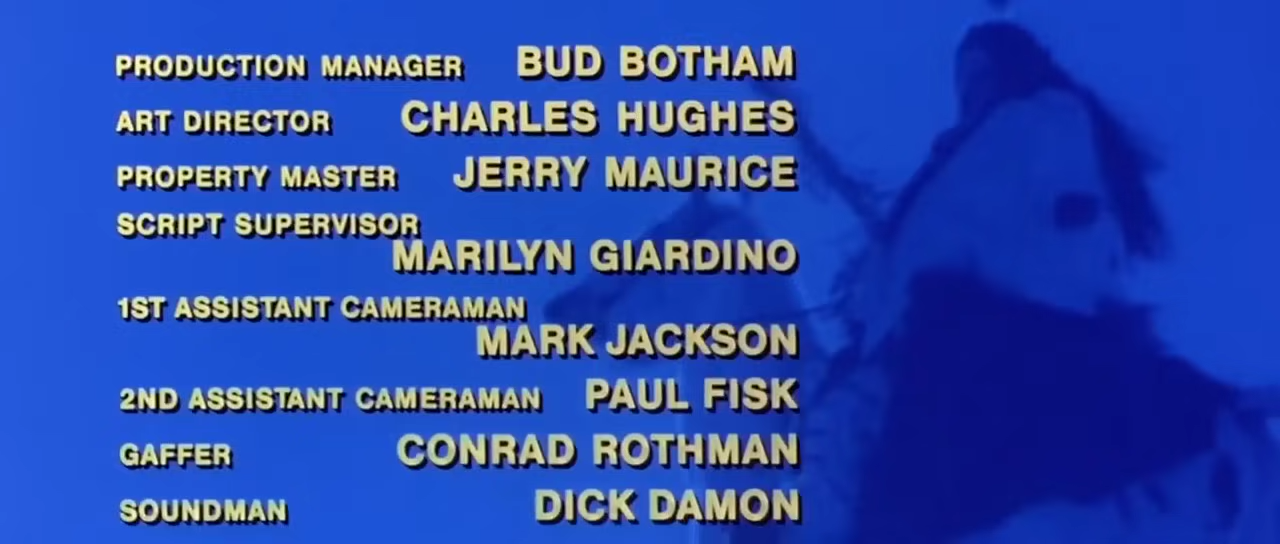 PRODUCTION MANAGER BUD BOTHAM
ART DIRECTOR CHARLES HUGHES
PROPERTY MASTER JERRY MAURICE
SCRIPT SUPERVISOR
MARILYN GIARDINO
1ST ASSISTANT CAMERAMAN
MARK JACKSON
2ND ASSISTANT CAMERAMAN PAUL FISK
GAFFER CONRAD ROTHMAN
SOUNDMAN DICK DAMON